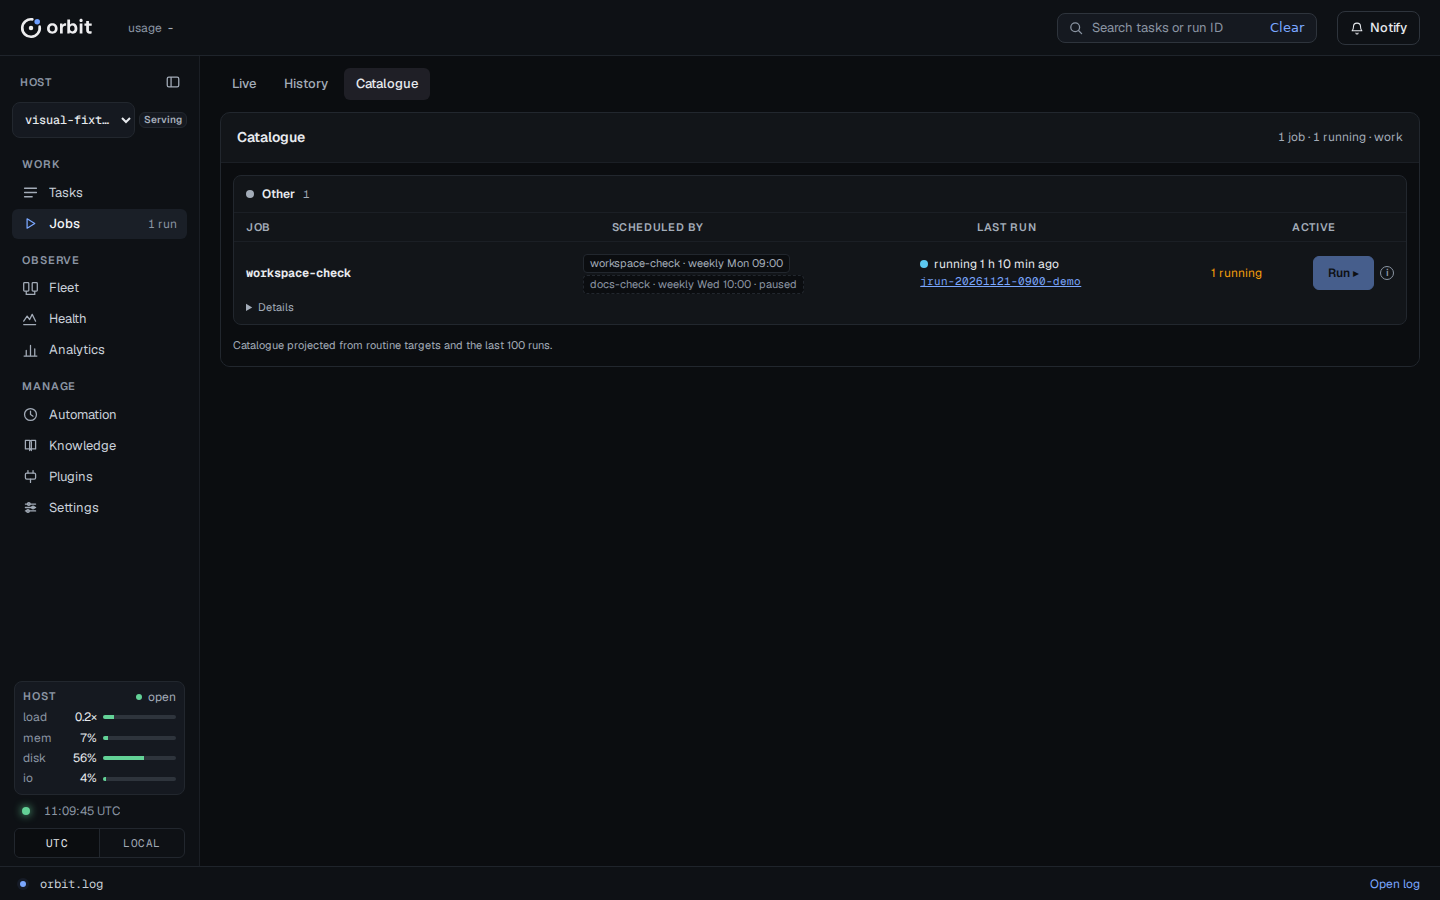 orbit
usage -
Search tasks or run ID
Clear
Notify
HOST
visual-fixt...
Serving
WORK
Tasks
Jobs
1 run
OBSERVE
Fleet
Health
Analytics
MANAGE
Automation
Knowledge
Plugins
Settings
HOST
open
load 0.2×
mem 7%
disk 56%
io 4%
11:09:45 UTC
UTC
LOCAL
Live
History
Catalogue
Catalogue
1 job · 1 running · work
Other 1
JOB
SCHEDULED BY
LAST RUN
ACTIVE
workspace-check
workspace-check · weekly Mon 09:00
docs-check · weekly Wed 10:00 · paused
running 1 h 10 min ago
jrun-20261121-0900-demo
1 running
Run ▸
Details
Catalogue projected from routine targets and the last 100 runs.
orbit.log
Open log